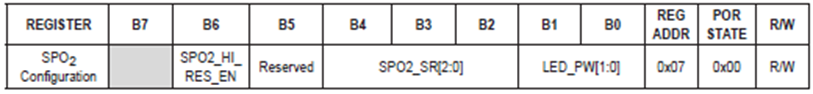 REGISTER B7 B6 B5 B4 B3 B2 B1 B0 REG ADDR POR STATE R/W
SPO2 Configuration SPO2_HI_RES_EN Reserved SPO2_SR[2:0] LED_PW[1:0] 0x07 0x00 R/W